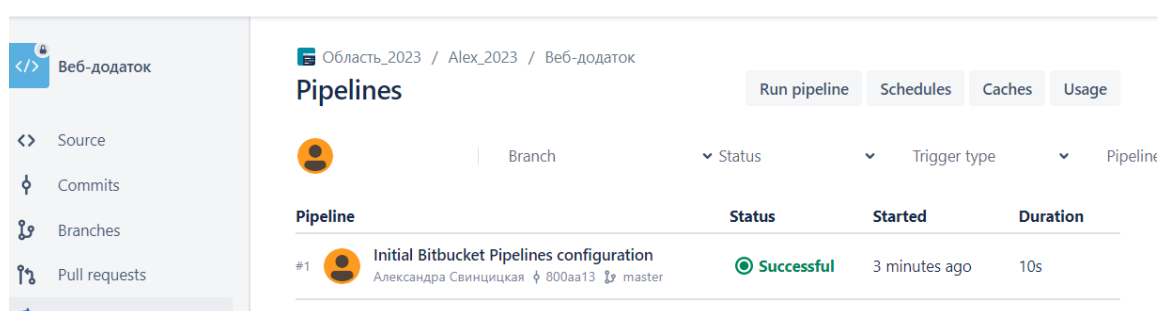 Веб-додаток
Source
Commits
Branches
Pull requests
Область_2023 / Alex_2023 / Веб-додаток
Pipelines
Run pipeline Schedules Caches Usage
Branch Status Trigger type Pipeline
Pipeline Status Started Duration
#1 Initial Bitbucket Pipelines configuration Successful 3 minutes ago 10s
Александра Свинцицкая 800aa13 master